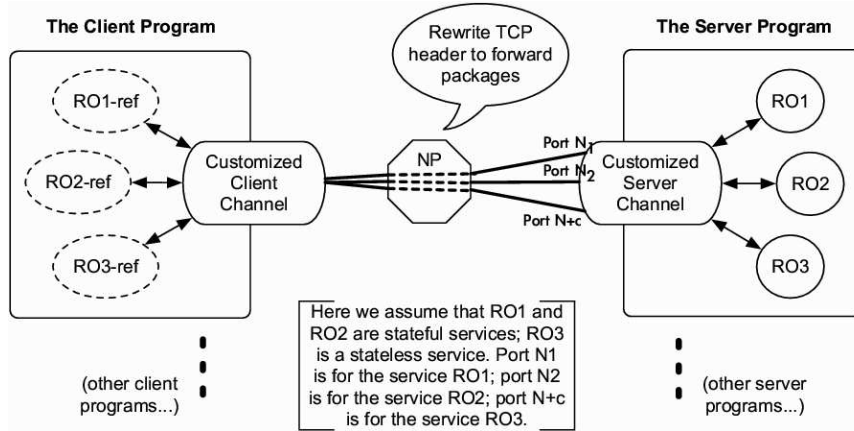 The Client Program
The Server Program
Rewrite TCP
header to forward
packages
RO1-ref
RO2-ref
RO3-ref
Customized
Client
Channel
NP
Port N1
Port N2
Port N+c
Customized
Server
Channel
RO1
RO2
RO3
Here we assume that RO1 and
RO2 are stateful services; RO3
is a stateless service. Port N1
is for the service RO1; port N2
is for the service RO2; port N+c
is for the service RO3.
(other client
programs...)
(other server
programs...)